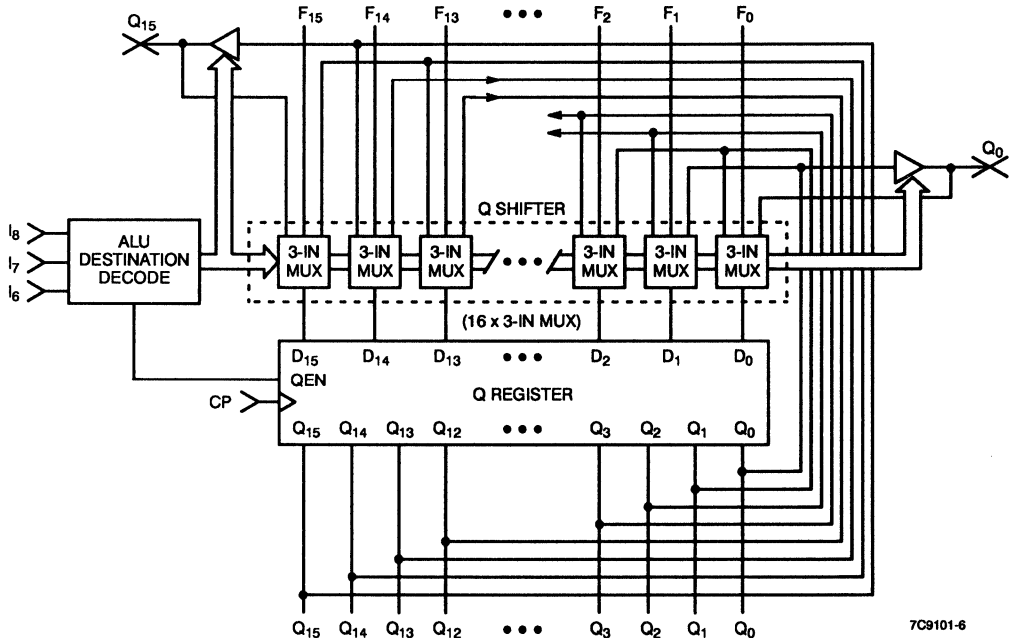 Q15 F15 F14 F13 ••• F2 F1 F0
Q0
Q SHIFTER
I8
I7
I6
ALU
DESTINATION
DECODE
3-IN
MUX
3-IN
MUX
3-IN
MUX
•••
3-IN
MUX
3-IN
MUX
3-IN
MUX
(16 x 3-IN MUX)
D15 D14 D13 ••• D2 D1 D0
QEN
CP
Q REGISTER
Q15 Q14 Q13 Q12 ••• Q3 Q2 Q1 Q0
Q15 Q14 Q13 Q12 ••• Q3 Q2 Q1 Q0
7C9101-6